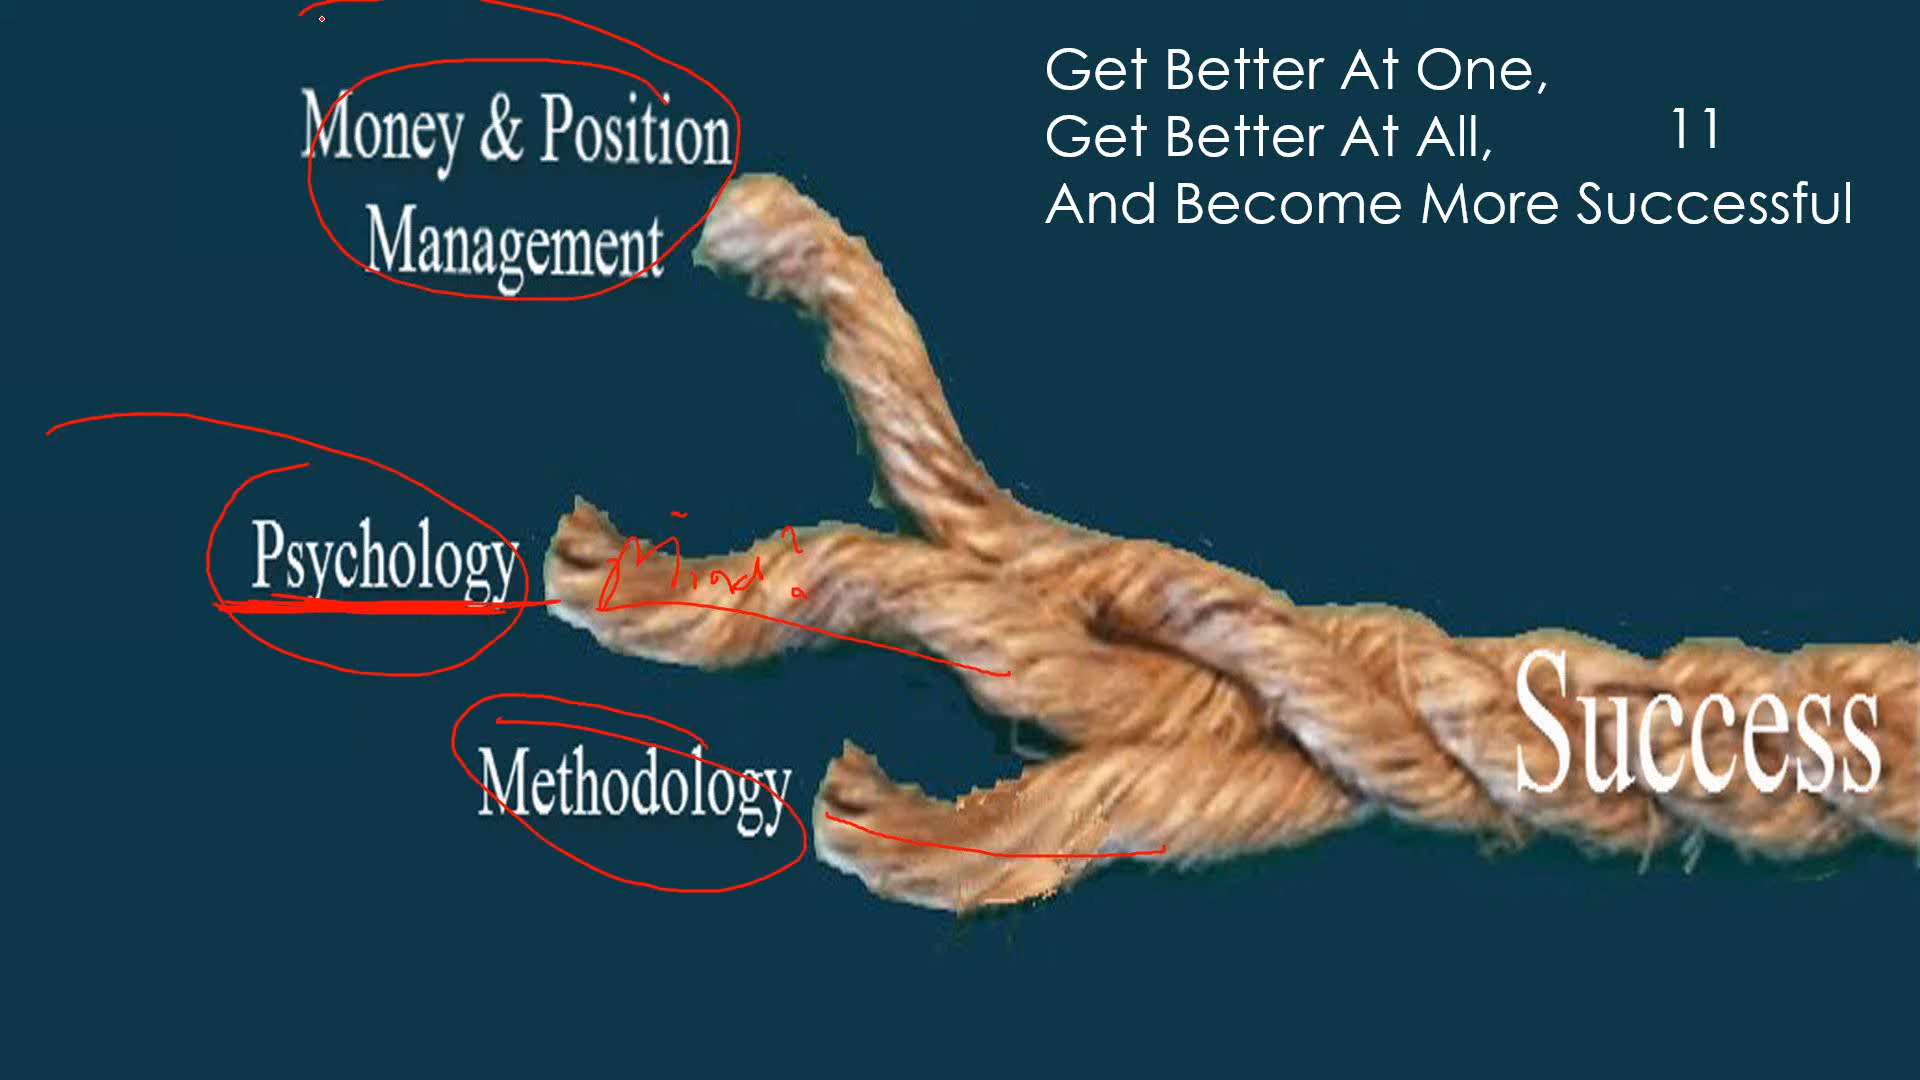 Get Better At One,
Get Better At All,
And Become More Successful
11
Money & Position
Management
Psychology
Mind
Methodology
Success